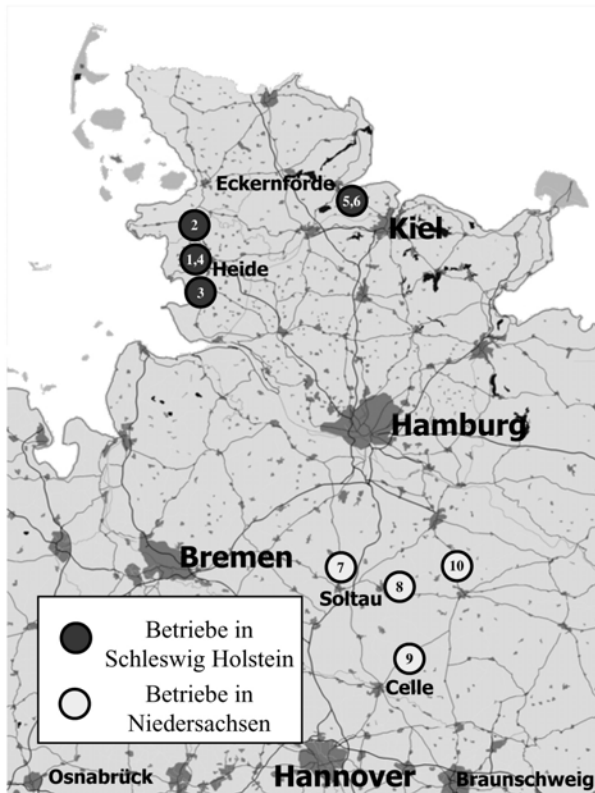 Eckernförde
5,6
2
Kiel
1,4
Heide
3
Hamburg
Bremen
7
10
8
Soltau
Betriebe in
Schleswig Holstein
9
Celle
Betriebe in
Niedersachsen
Osnabrück
Hannover
Braunschweig